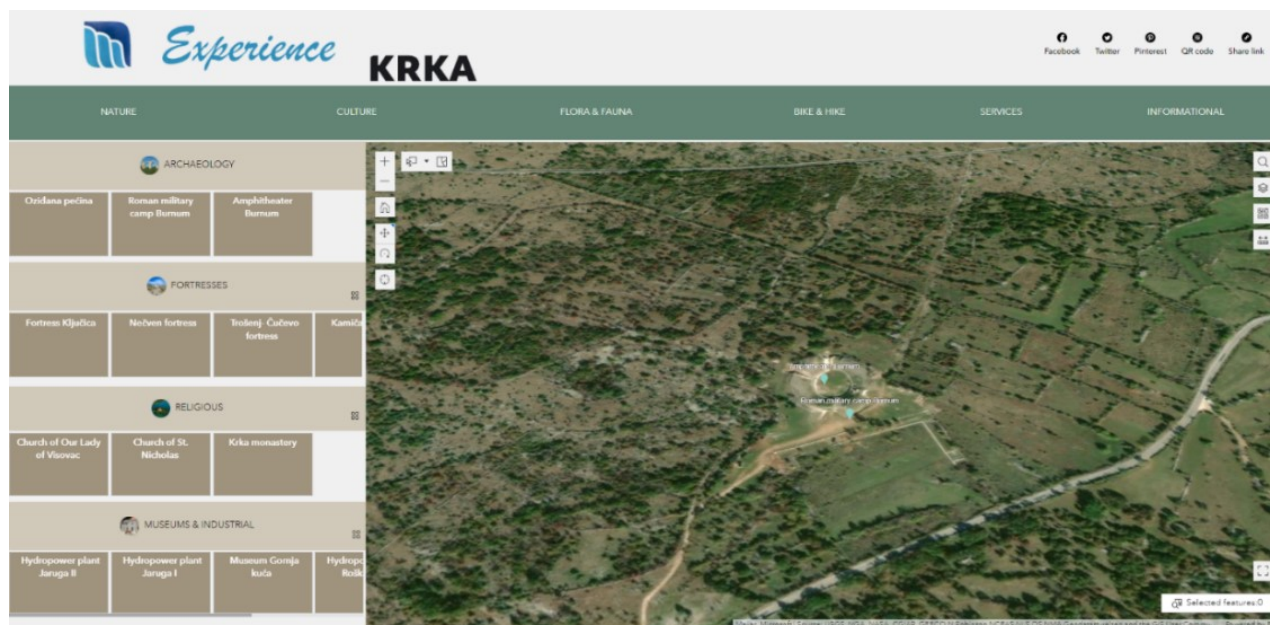 Experience KRKA
Facebook Twitter Pinterest QR code Share link
NATURE CULTURE FLORA & FAUNA BIKE & HIKE SERVICES INFORMATIONAL
ARCHAEOLOGY
Ozidana pećina
Roman military
camp Burnum
Amphitheater
Burnum
FORTRESSES
Fortress Ključica
Nečven fortress
Trošenj- Čučevo
fortress
Kamiča
RELIGIOUS
Church of Our Lady
of Visovac
Church of St.
Nicholas
Krka monastery
MUSEUMS & INDUSTRIAL
Hydropower plant
Jaruga II
Hydropower plant
Jaruga I
Museum Gornja
kuća
Hydropo
Rošk
Roman military camp Burnum
Selected features:0